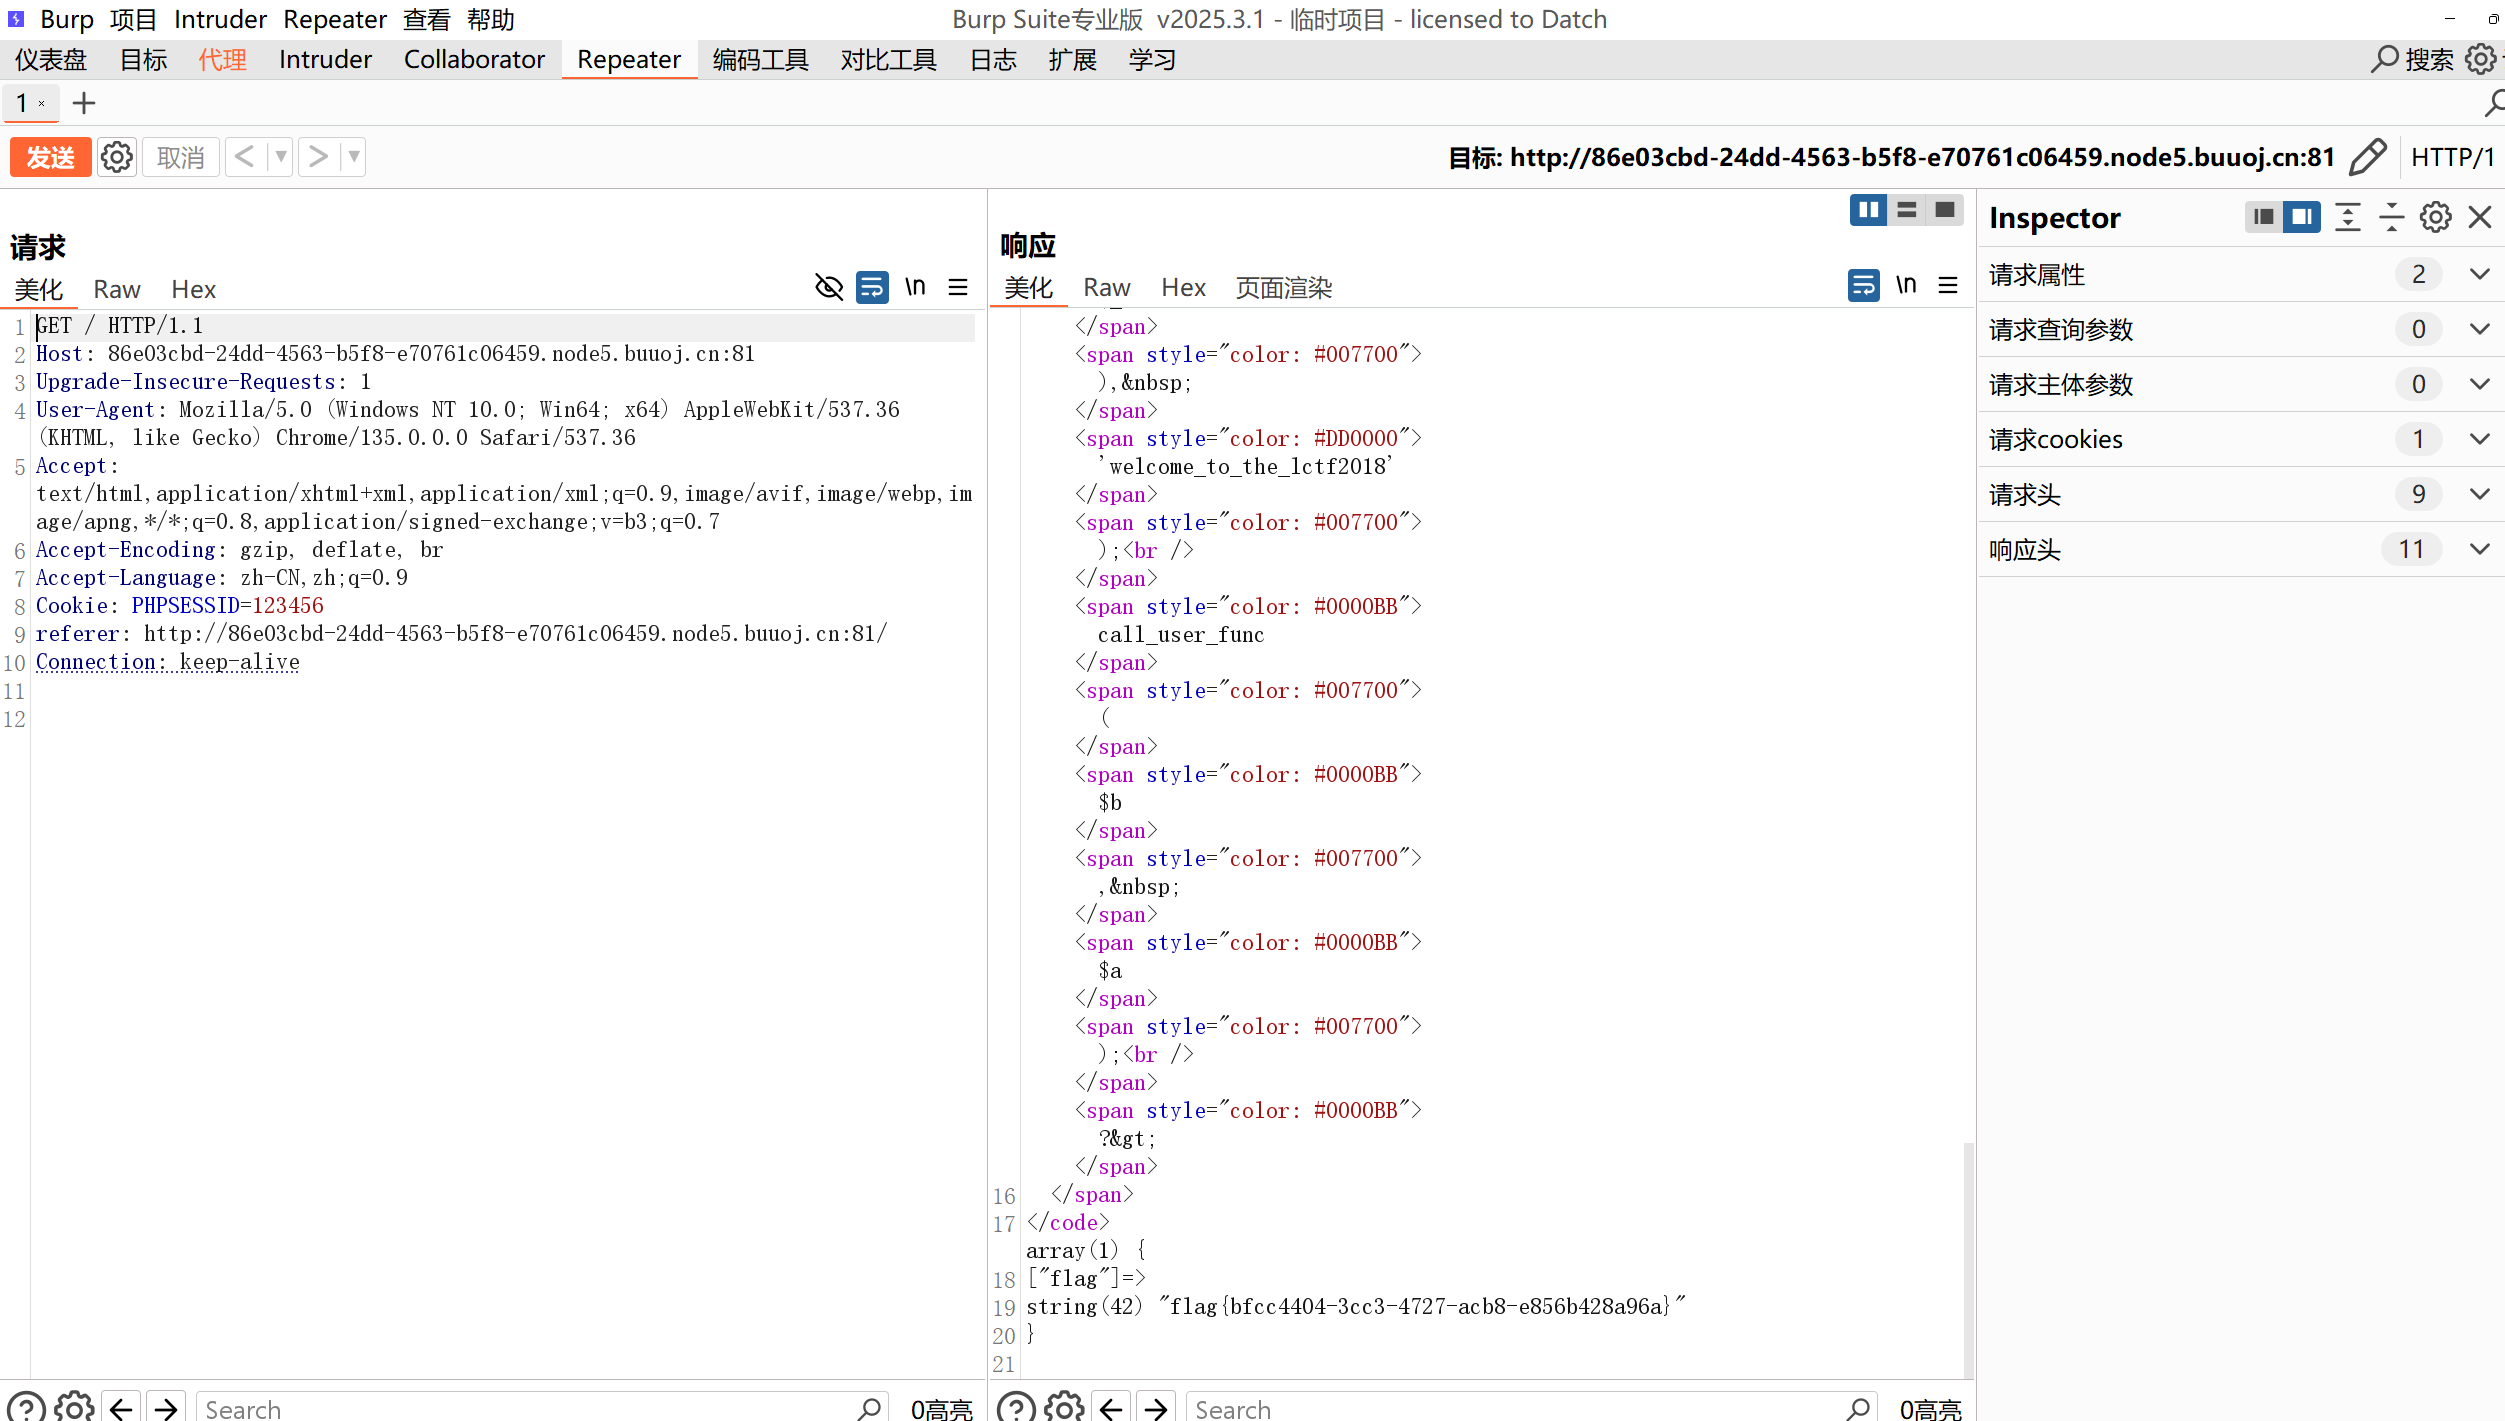 Burp 项目 Intruder Repeater 查看 帮助
Burp Suite专业版 v2025.3.1 - 临时项目 - licensed to Datch
仪表盘 目标 代理 Intruder Collaborator Repeater 编码工具 对比工具 日志 扩展 学习
搜索
1 × +
发送 取消 < >
目标: http://86e03cbd-24dd-4563-b5f8-e70761c06459.node5.buuoj.cn:81
HTTP/1
请求
美化 Raw Hex \n
1 GET / HTTP/1.1
2 Host: 86e03cbd-24dd-4563-b5f8-e70761c06459.node5.buuoj.cn:81
3 Upgrade-Insecure-Requests: 1
4 User-Agent: Mozilla/5.0 (Windows NT 10.0; Win64; x64) AppleWebKit/537.36
(KHTML, like Gecko) Chrome/135.0.0.0 Safari/537.36
5 Accept:
text/html,application/xhtml+xml,application/xml;q=0.9,image/avif,image/webp,im
age/apng,*/*;q=0.8,application/signed-exchange;v=b3;q=0.7
6 Accept-Encoding: gzip, deflate, br
7 Accept-Language: zh-CN,zh;q=0.9
8 Cookie: PHPSESSID=123456
9 referer: http://86e03cbd-24dd-4563-b5f8-e70761c06459.node5.buuoj.cn:81/
10 Connection: keep-alive
11
12
Search
0高亮
响应
美化 Raw Hex 页面渲染 \n
</span>
<span style="color: #007700">
),&nbsp;
</span>
<span style="color: #DD0000">
'welcome_to_the_lctf2018'
</span>
<span style="color: #007700">
);<br />
</span>
<span style="color: #0000BB">
call_user_func
</span>
<span style="color: #007700">
(
</span>
<span style="color: #0000BB">
$b
</span>
<span style="color: #007700">
,&nbsp;
</span>
<span style="color: #0000BB">
$a
</span>
<span style="color: #007700">
);<br />
</span>
<span style="color: #0000BB">
?&gt;
</span>
16 </span>
17 </code>
array(1) {
18 ["flag"]=>
19 string(42) "flag{bfcc4404-3cc3-4727-acb8-e856b428a96a}"
20 }
21
Search
0高亮
Inspector
请求属性 2
请求查询参数 0
请求主体参数 0
请求cookies 1
请求头 9
响应头 11